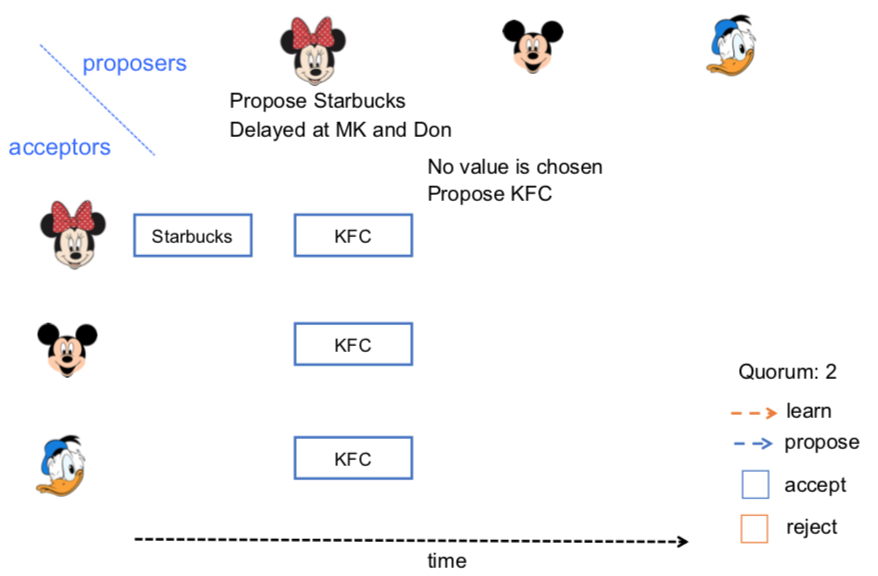 proposers
acceptors
Propose Starbucks
Delayed at MK and Don
No value is chosen
Propose KFC
Starbucks
KFC
KFC
KFC
Quorum: 2
learn
propose
accept
reject
time